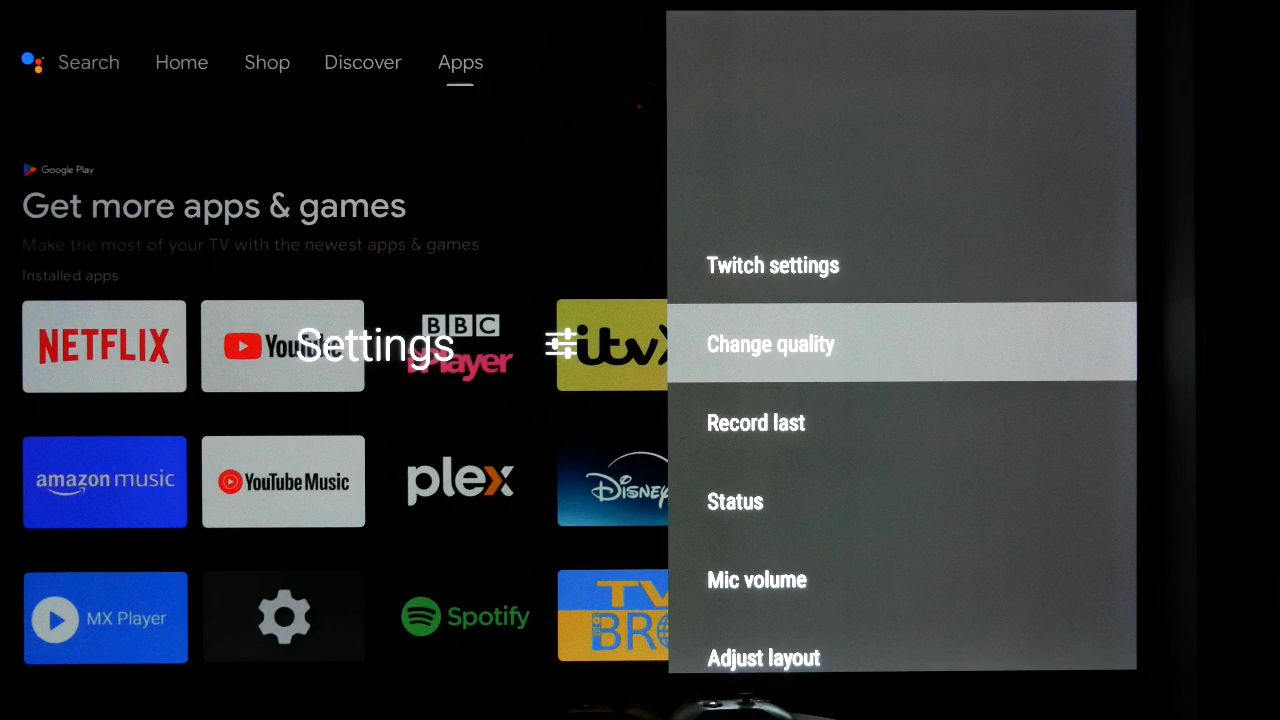 Search Home Shop Discover Apps
Google Play
Get more apps & games
Make the most of your TV with the newest apps & games
Installed apps
NETFLIX
YouTube
BBC
iPlayer
itvX
Settings
amazon music
YouTube Music
plex
Disney
MX Player
Spotify
TV
BRO
Twitch settings
Change quality
Record last
Status
Mic volume
Adjust layout